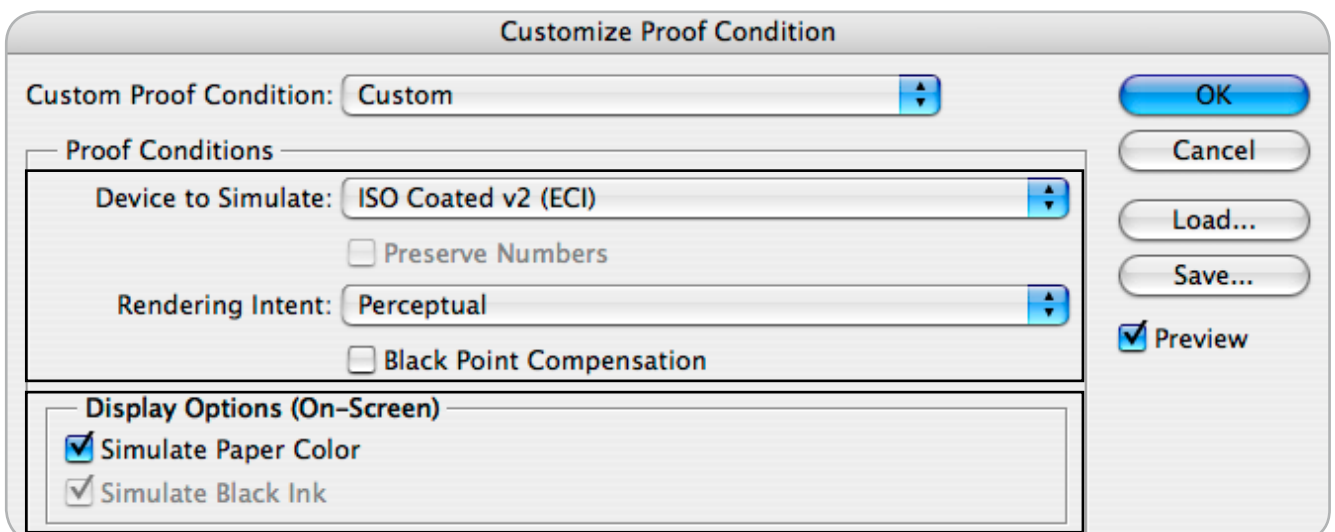 Customize Proof Condition
Custom Proof Condition: Custom
OK
Proof Conditions
Cancel
Device to Simulate: ISO Coated v2 (ECI)
Load...
Preserve Numbers
Save...
Rendering Intent: Perceptual
Preview
Black Point Compensation
Display Options (On-Screen)
Simulate Paper Color
Simulate Black Ink